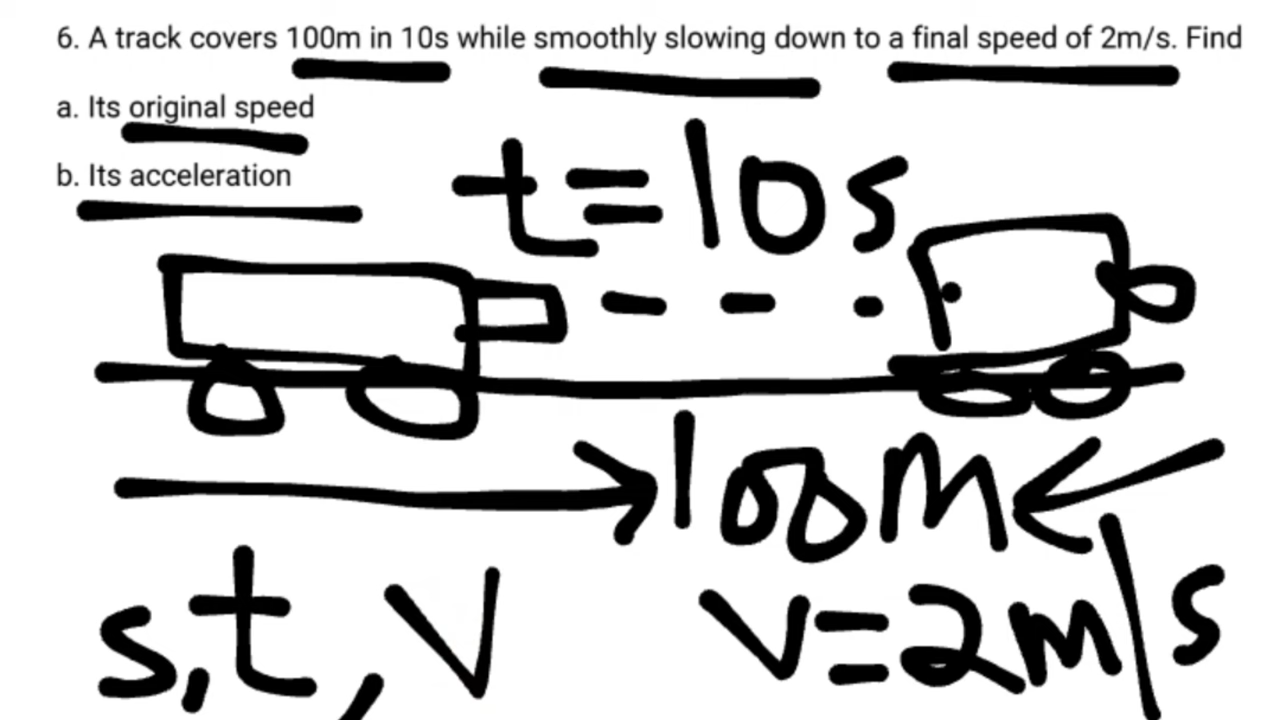 6. A track covers 100m in 10s while smoothly slowing down to a final speed of 2m/s. Find
a. Its original speed
b. Its acceleration
t=10s
100m
s,t,v
v=2m/s